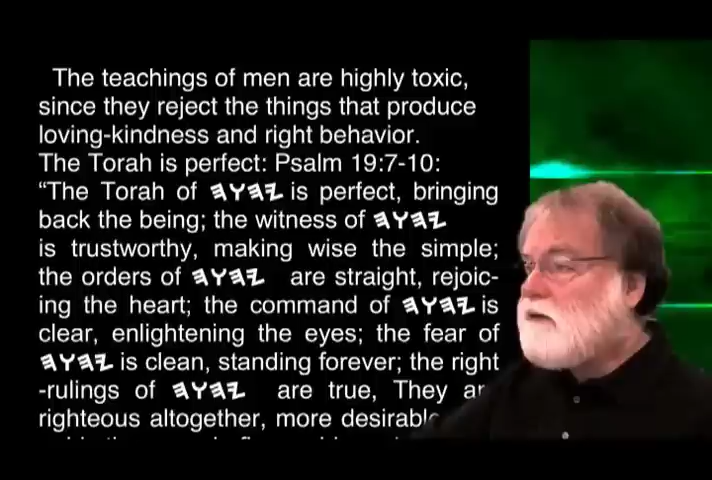 The teachings of men are highly toxic,
since they reject the things that produce
loving-kindness and right behavior.
The Torah is perfect: Psalm 19:7-10:
“The Torah of 𐤉𐤄𐤅𐤄 is perfect, bringing
back the being; the witness of 𐤉𐤄𐤅𐤄
is trustworthy, making wise the simple;
the orders of 𐤉𐤄𐤅𐤄 are straight, rejoic-
ing the heart; the command of 𐤉𐤄𐤅𐤄 is
clear, enlightening the eyes; the fear of
𐤉𐤄𐤅𐤄 is clean, standing forever; the right
-rulings of 𐤉𐤄𐤅𐤄 are true, They ar
righteous altogether, more desirable